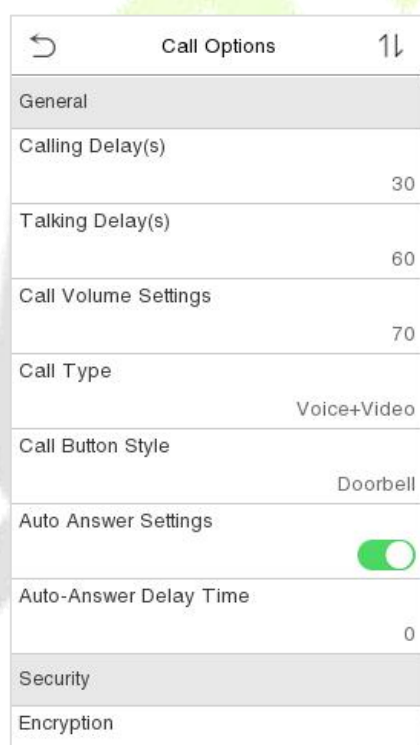 Call Options
General
Calling Delay(s)
30
Talking Delay(s)
60
Call Volume Settings
70
Call Type
Voice+Video
Call Button Style
Doorbell
Auto Answer Settings
Auto-Answer Delay Time
0
Security
Encryption